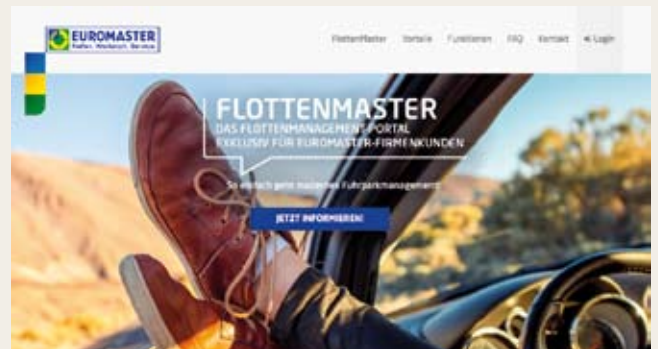 EUROMASTER
Reifen. Werkstatt. Service.
FlottenMaster Vorteile Funktionen FAQ Kontakt Login
FLOTTENMASTER
DAS FLOTTENMANAGEMENT-PORTAL
EXKLUSIV FÜR EUROMASTER-FIRMENKUNDEN
So einfach geht modernes Fuhrparkmanagement!
JETZT INFORMIEREN!